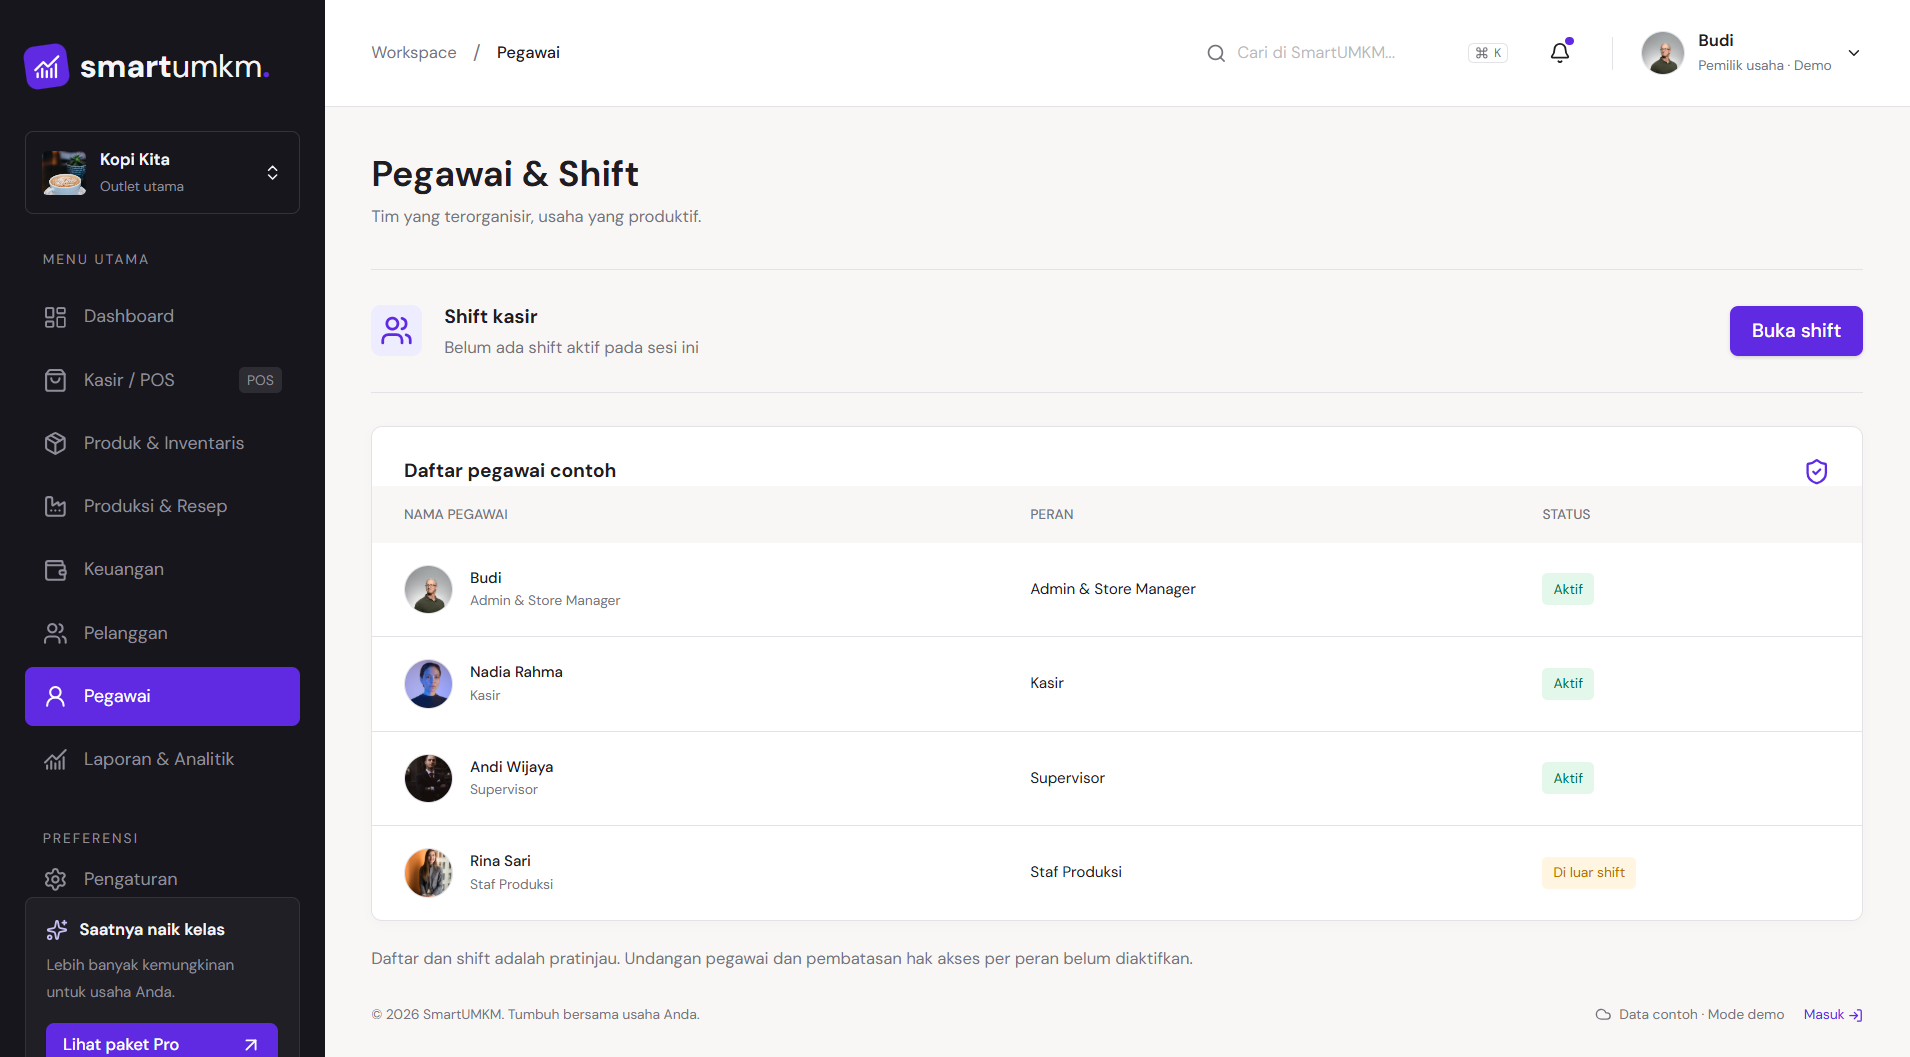 smartumkm.
Kopi Kita
Outlet utama
MENU UTAMA
Dashboard
Kasir / POS
POS
Produk & Inventaris
Produksi & Resep
Keuangan
Pelanggan
Pegawai
Laporan & Analitik
PREFERENSI
Pengaturan
Saatnya naik kelas
Lebih banyak kemungkinan
untuk usaha Anda.
Lihat paket Pro
Workspace / Pegawai
Cari di SmartUMKM...
⌘ K
Budi
Pemilik usaha · Demo
Pegawai & Shift
Tim yang terorganisir, usaha yang produktif.
Shift kasir
Belum ada shift aktif pada sesi ini
Buka shift
Daftar pegawai contoh
NAMA PEGAWAI PERAN STATUS
Budi
Admin & Store Manager
Admin & Store Manager
Aktif
Nadia Rahma
Kasir
Kasir
Aktif
Andi Wijaya
Supervisor
Supervisor
Aktif
Rina Sari
Staf Produksi
Staf Produksi
Di luar shift
Daftar dan shift adalah pratinjau. Undangan pegawai dan pembatasan hak akses per peran belum diaktifkan.
© 2026 SmartUMKM. Tumbuh bersama usaha Anda.
Data contoh · Mode demo
Masuk